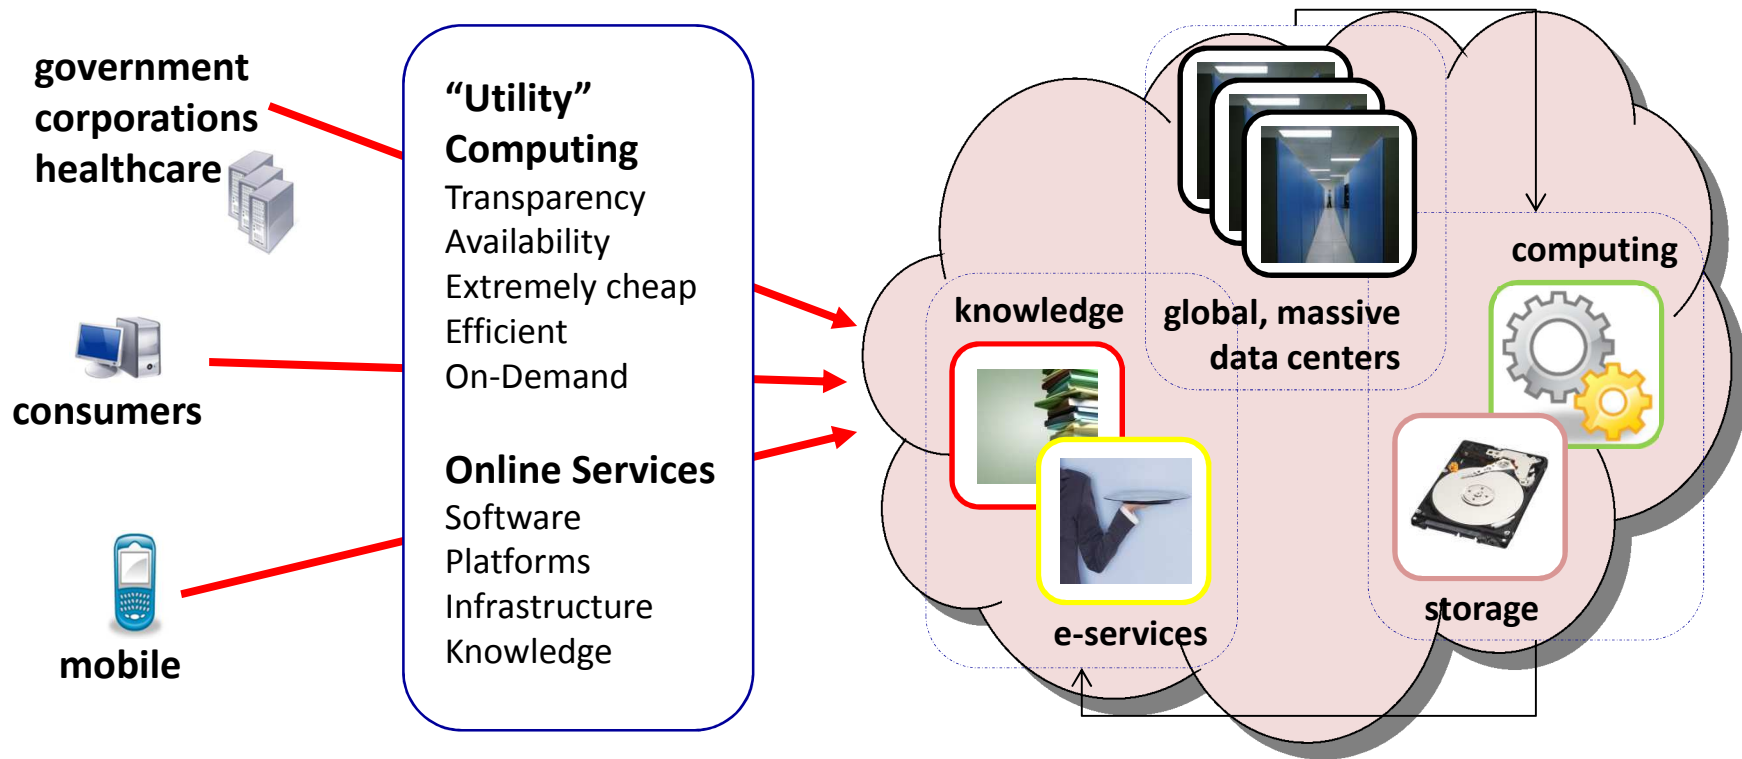 government
corporations
healthcare
consumers
mobile
“Utility”
Computing
Transparency
Availability
Extremely cheap
Efficient
On-Demand
Online Services
Software
Platforms
Infrastructure
Knowledge
knowledge
e-services
global, massive
data centers
computing
storage